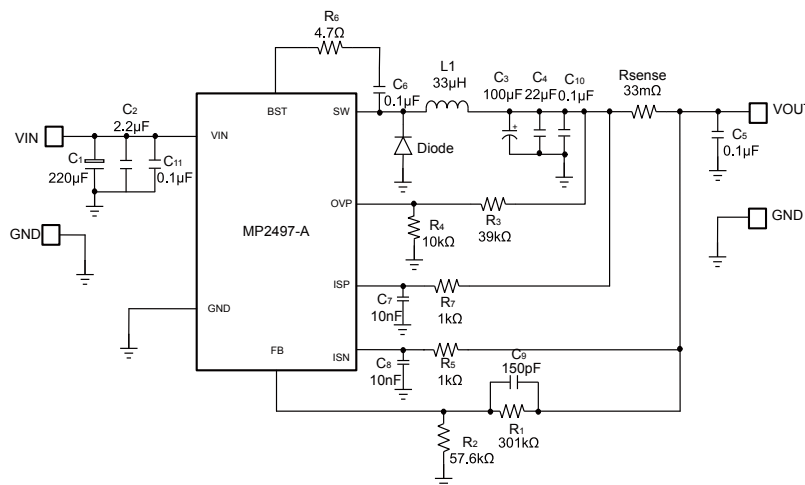 R6
4.7Ω
L1
33μH
C6
0.1μF
C3
100μF
C4
22μF
C10
0.1μF
Rsense
33mΩ
VOUT
C5
0.1μF
BST
SW
VIN
VIN
C2
2.2μF
C1
220μF
C11
0.1μF
Diode
OVP
R4
10kΩ
R3
39kΩ
MP2497-A
GND
GND
GND
ISP
C7
10nF
R7
1kΩ
FB
ISN
C8
10nF
R5
1kΩ
C9
150pF
R2
57.6kΩ
R1
301kΩ